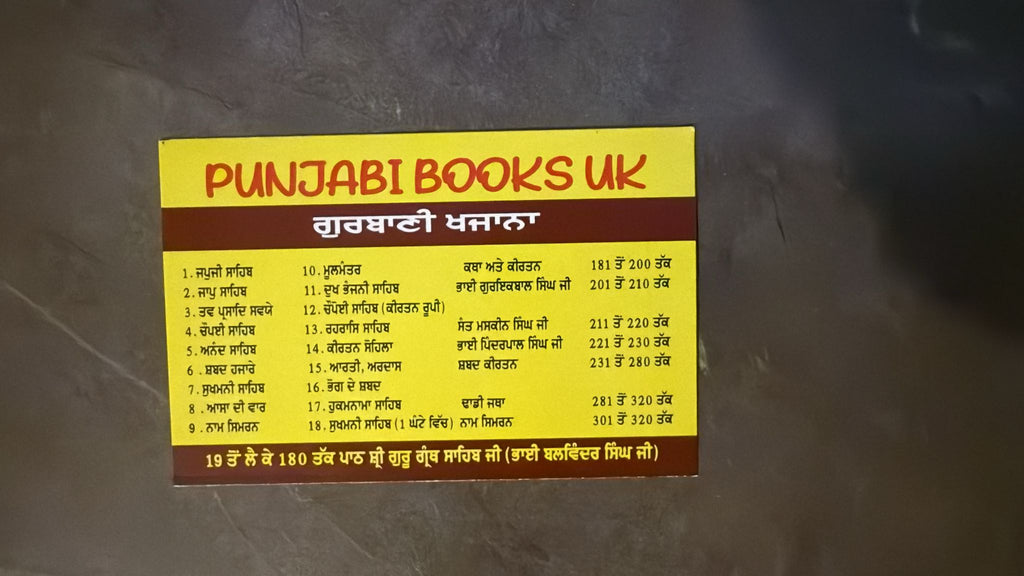 PUNJABI BOOKS UK
ਗੁਰਬਾਣੀ ਖਜਾਨਾ
1. ਜਪੁਜੀ ਸਾਹਿਬ 10. ਮੂਲਮੰਤਰ ਕਥਾ ਅਤੇ ਕੀਰਤਨ 181 ਤੋਂ 200 ਤੱਕ
2. ਜਾਪੁ ਸਾਹਿਬ 11. ਦੁਖ ਭੰਜਨੀ ਸਾਹਿਬ ਭਾਈ ਗੁਰਇਕਬਾਲ ਸਿੰਘ ਜੀ 201 ਤੋਂ 210 ਤੱਕ
3. ਤਵ ਪ੍ਰਸਾਦਿ ਸਵਯੇ 12. ਚੌਪੋਈ ਸਾਹਿਬ (ਕੀਰਤਨ ਰੂਪੀ)
4. ਚੌਪਈ ਸਾਹਿਬ 13. ਰਹਰਾਸਿ ਸਾਹਿਬ ਸੰਤ ਮਸਕੀਨ ਸਿੰਘ ਜੀ 211 ਤੋਂ 220 ਤੱਕ
5. ਅਨੰਦ ਸਾਹਿਬ 14. ਕੀਰਤਨ ਸੋਹਿਲਾ ਭਾਈ ਪਿੰਦਰਪਾਲ ਸਿੰਘ ਜੀ 221 ਤੋਂ 230 ਤੱਕ
6 . ਸ਼ਬਦ ਹਜਾਰੇ 15. ਆਰਤੀ, ਅਰਦਾਸ ਸ਼ਬਦ ਕੀਰਤਨ 231 ਤੋਂ 280 ਤੱਕ
7. ਸੁਖਮਨੀ ਸਾਹਿਬ 16. ਭੋਗ ਦੇ ਸ਼ਬਦ
8 . ਆਸਾ ਦੀ ਵਾਰ 17. ਹੁਕਮਨਾਮਾ ਸਾਹਿਬ ਢਾਡੀ ਜਥਾ 281 ਤੋਂ 320 ਤੱਕ
9 . ਨਾਮ ਸਿਮਰਨ 18. ਸੁਖਮਨੀ ਸਾਹਿਬ (1 ਘੰਟੇ ਵਿੱਚ) ਨਾਮ ਸਿਮਰਨ 301 ਤੋਂ 320 ਤੱਕ
19 ਤੋਂ ਲੈ ਕੇ 180 ਤੱਕ ਪਾਠ ਸ਼੍ਰੀ ਗੁਰੂ ਗ੍ਰੰਥ ਸਾਹਿਬ ਜੀ (ਭਾਈ ਬਲਵਿੰਦਰ ਸਿੰਘ ਜੀ)